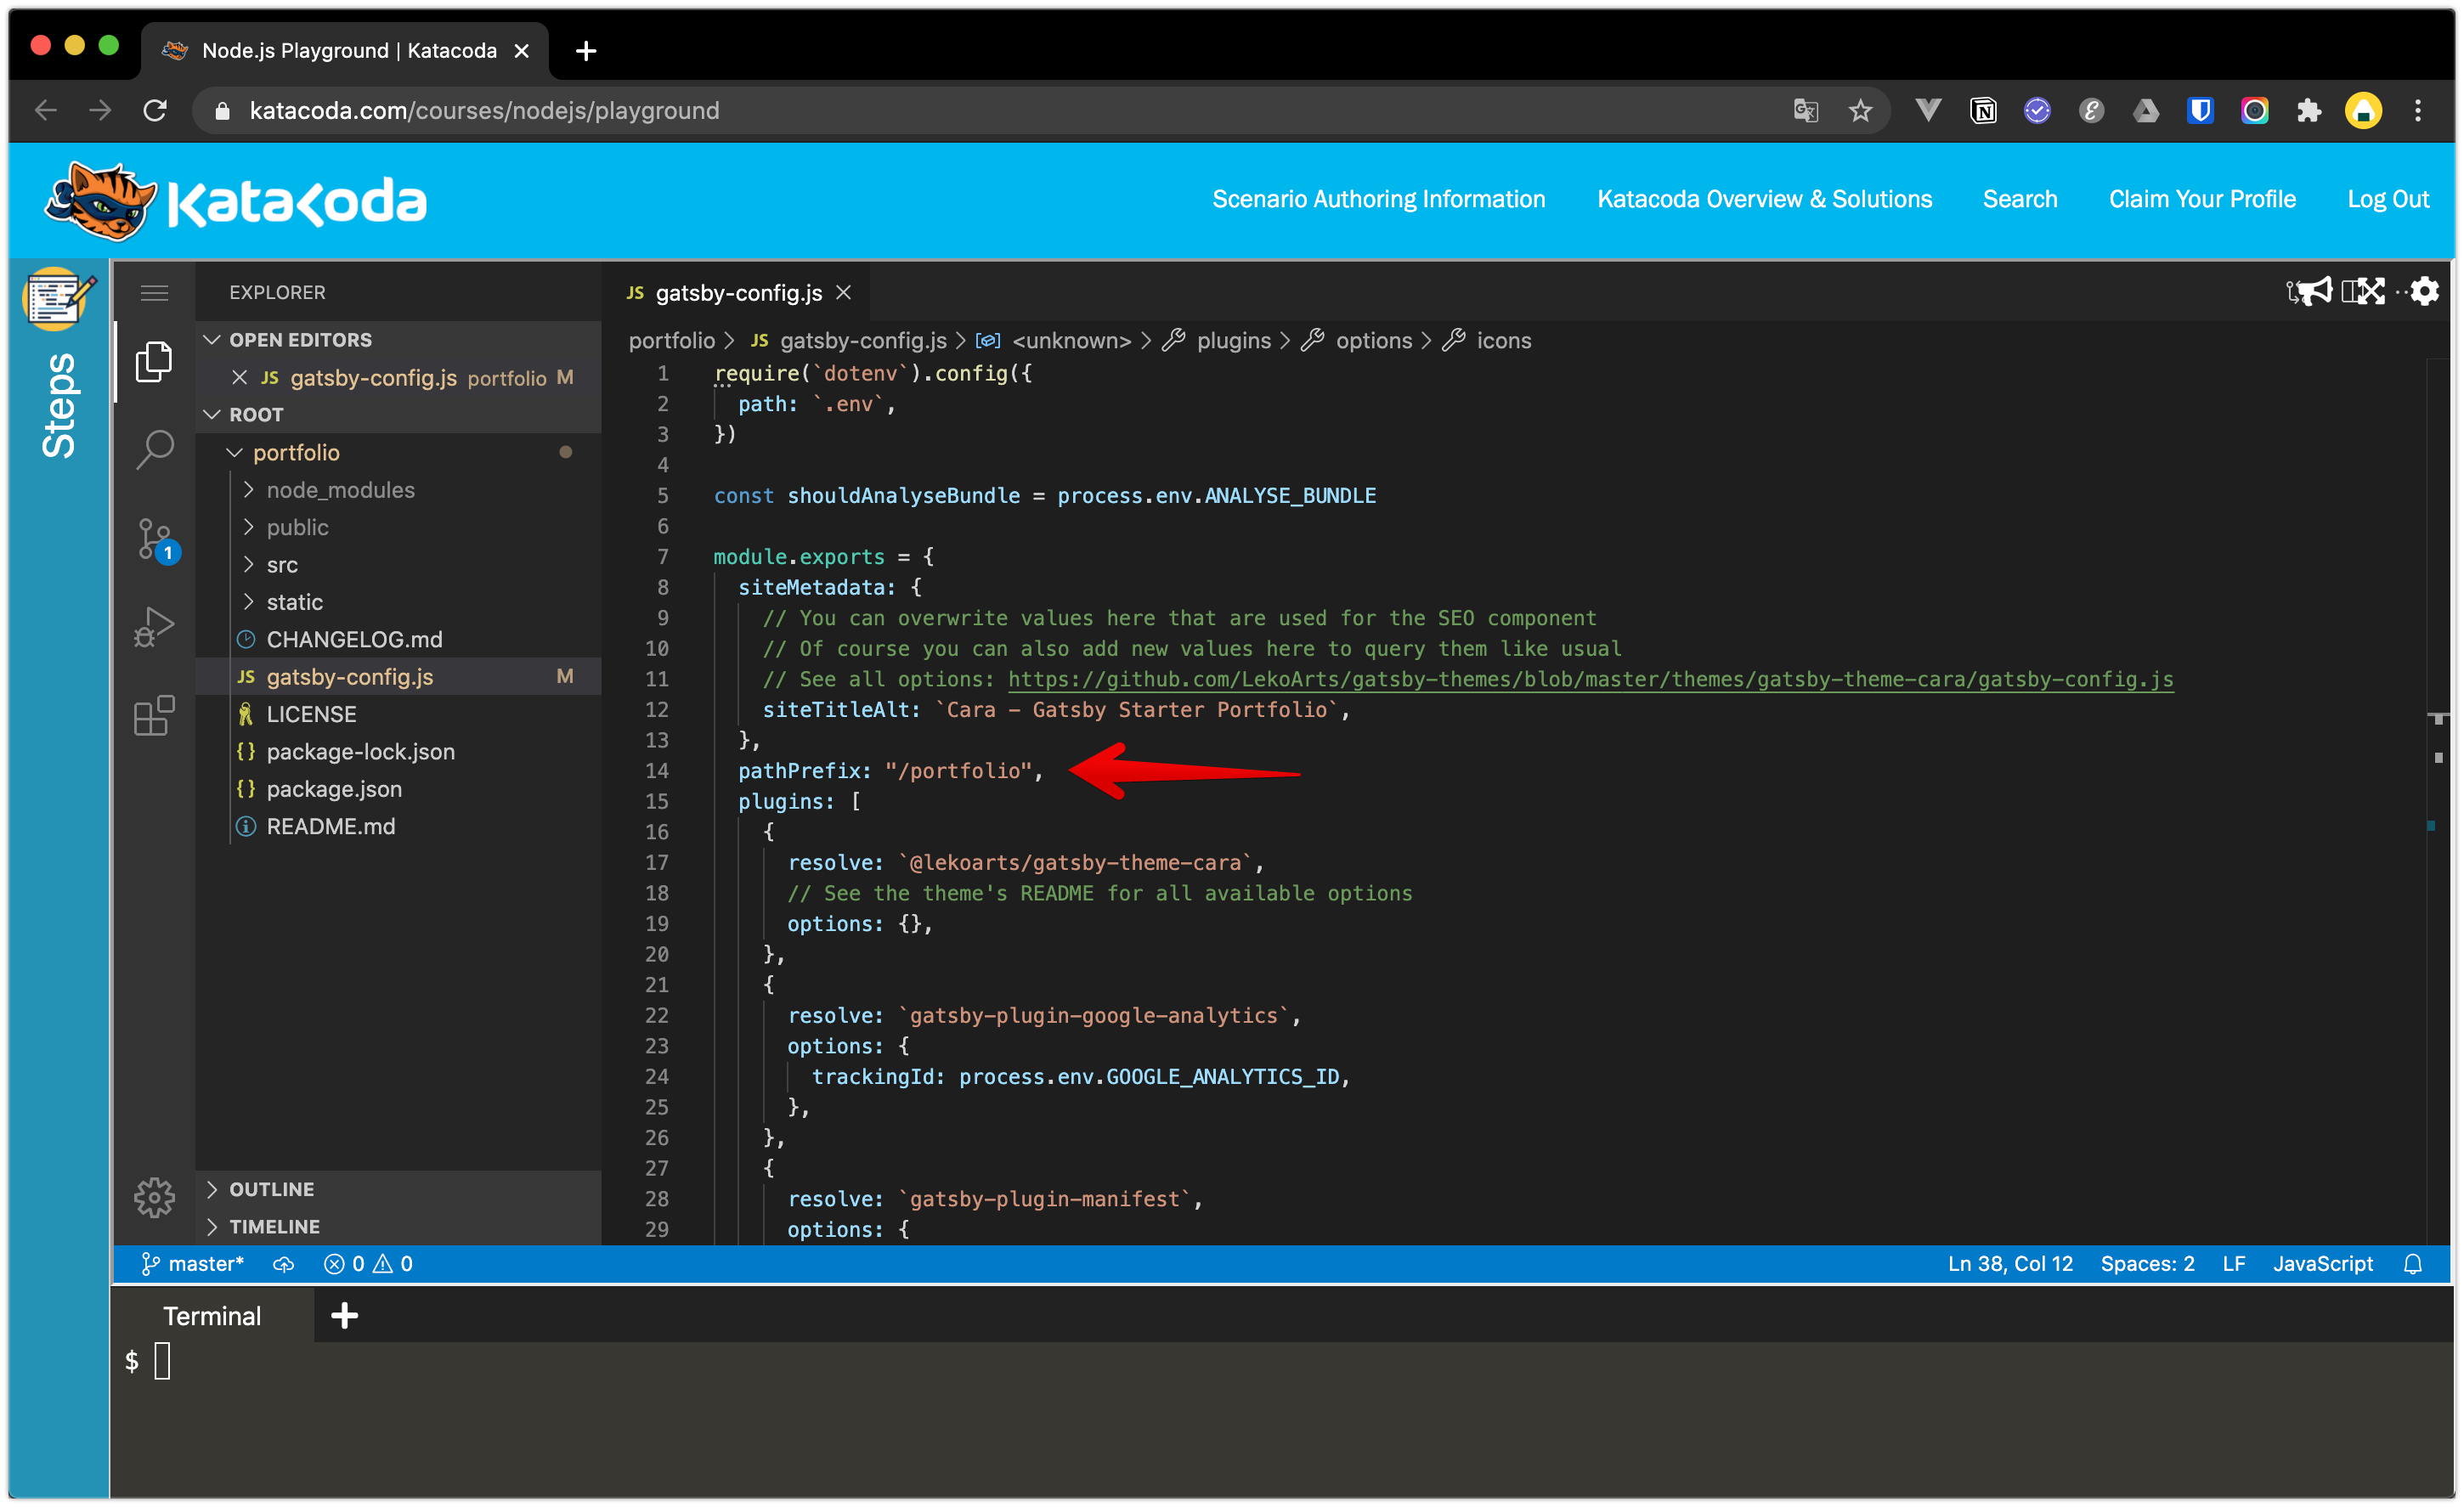 Node.js Playground | Katacoda
katacoda.com/courses/nodejs/playground
Katacoda
Scenario Authoring Information
Katacoda Overview & Solutions
Search
Claim Your Profile
Log Out
Steps
EXPLORER
OPEN EDITORS
JS gatsby-config.js portfolio M
ROOT
portfolio
node_modules
public
src
static
CHANGELOG.md
JS gatsby-config.js M
LICENSE
{} package-lock.json
{} package.json
README.md
OUTLINE
TIMELINE
1
JS gatsby-config.js
portfolio > JS gatsby-config.js > <unknown> > plugins > options > icons
1 require(`dotenv`).config({
2 path: `.env`,
3 })
4
5 const shouldAnalyseBundle = process.env.ANALYSE_BUNDLE
6
7 module.exports = {
8 siteMetadata: {
9 // You can overwrite values here that are used for the SEO component
10 // Of course you can also add new values here to query them like usual
11 // See all options: https://github.com/LekoArts/gatsby-themes/blob/master/themes/gatsby-theme-cara/gatsby-config.js
12 siteTitleAlt: `Cara - Gatsby Starter Portfolio`,
13 },
14 pathPrefix: "/portfolio",
15 plugins: [
16 {
17 resolve: `@lekoarts/gatsby-theme-cara`,
18 // See the theme's README for all available options
19 options: {},
20 },
21 {
22 resolve: `gatsby-plugin-google-analytics`,
23 options: {
24 trackingId: process.env.GOOGLE_ANALYTICS_ID,
25 },
26 },
27 {
28 resolve: `gatsby-plugin-manifest`,
29 options: {
master* 0 0
Ln 38, Col 12 Spaces: 2 LF JavaScript
Terminal
$